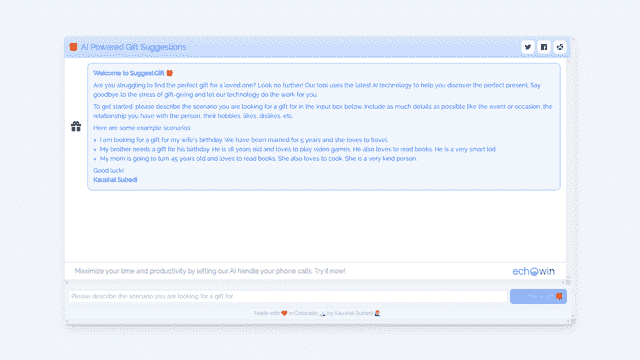 AI Powered Gift Suggestions
Welcome to SuggestGift
Are you struggling to find the perfect gift for a loved one? Look no further! Our tool uses the latest AI technology to help you discover the perfect present. Say
goodbye to the stress of gift-giving and let our technology do the work for you.
To get started, please describe the scenario you are looking for a gift for in the input box below. Include as much details as possible like the event or occasion, the
relationship you have with the person, their hobbies, likes, dislikes, etc.
Here are some example scenarios:
I am looking for a gift for my wife's birthday. We have been married for 5 years and she loves to travel.
My brother needs a gift for his birthday. He is 18 years old and loves to play video games. He also loves to read books. He is a very smart kid.
My mom is going to turn 45 years old and loves to read books. She also loves to cook. She is a very kind person.
Good luck!
Kaushal Subedi
Maximize your time and productivity by letting our AI handle your phone calls. Try it now!
echowin
Please describe the scenario you are looking for a gift for.
Made with ❤️ in Colorado 🏔️ by Kaushal Subedi